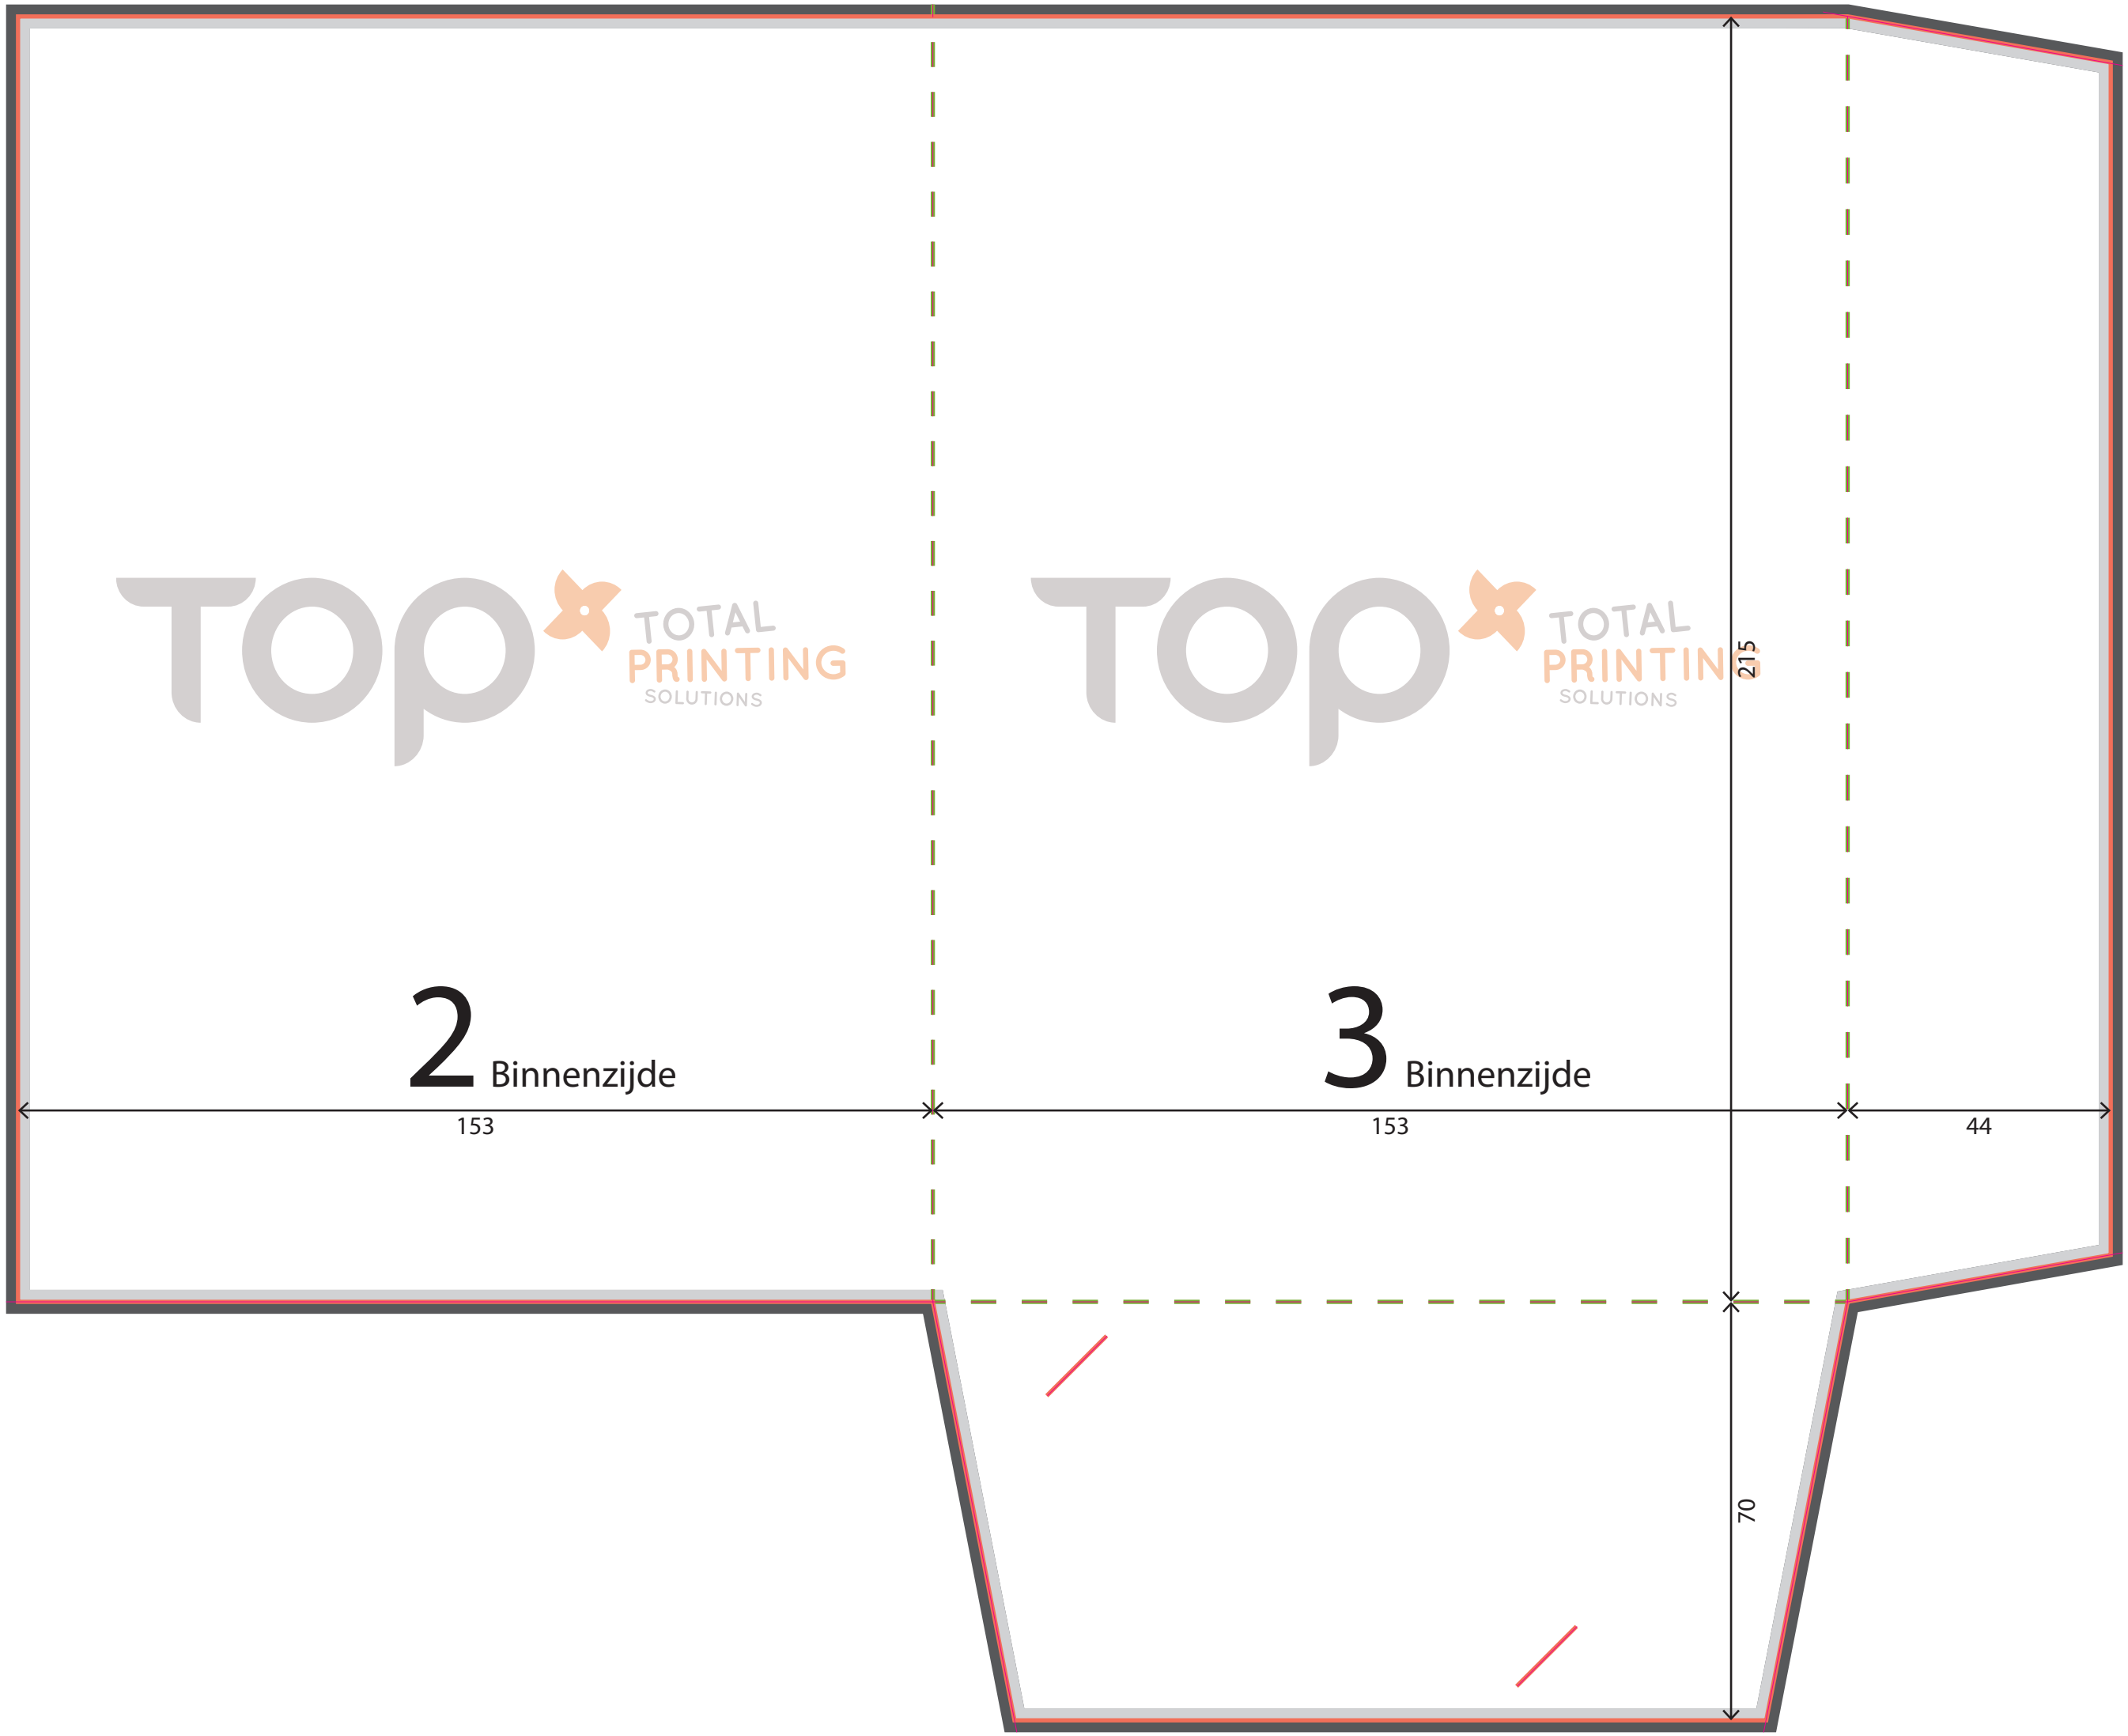 TOP TOTAL
PRINTING
SOLUTIONS
TOP TOTAL
PRINTING
SOLUTIONS
215
2 Binnenzijde
3 Binnenzijde
153
153
44
70